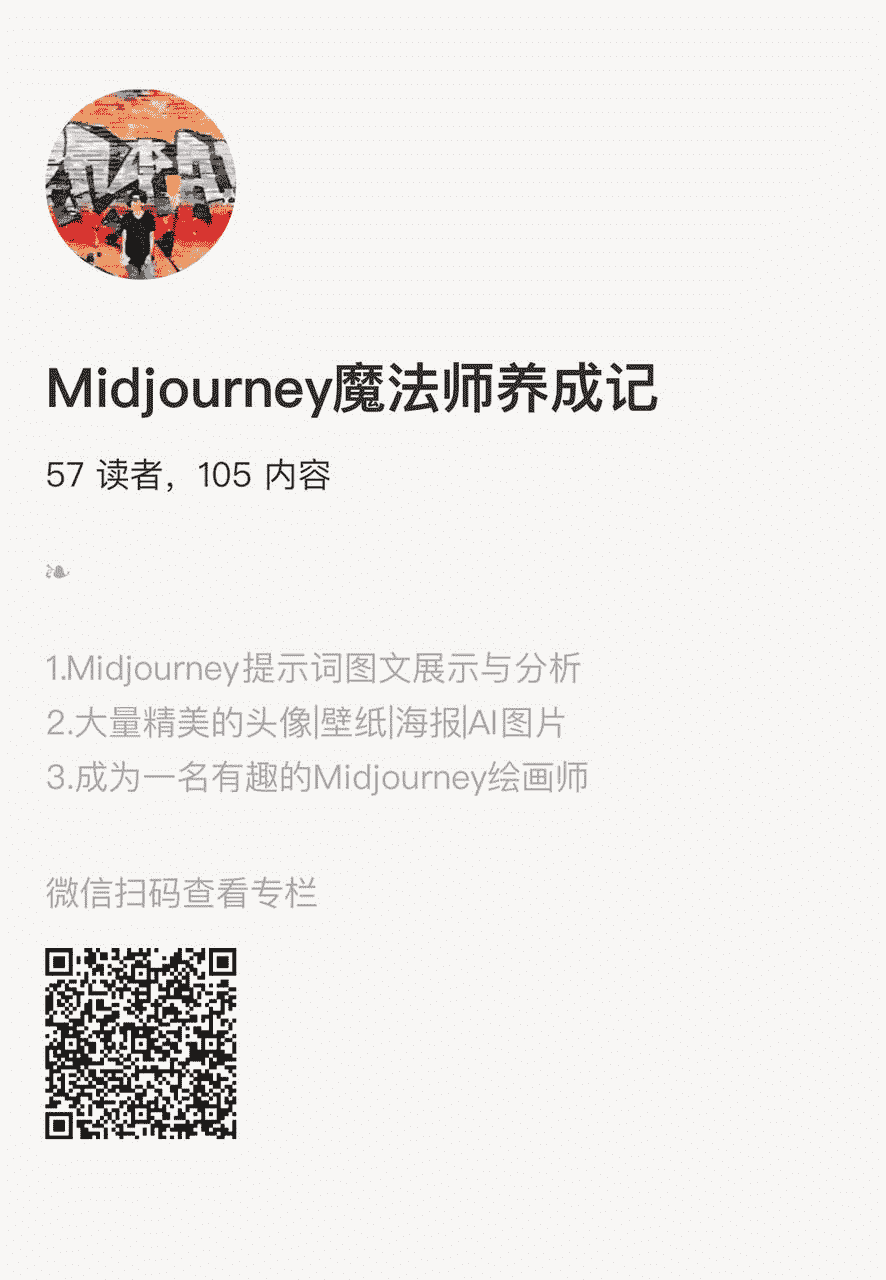 Midjourney魔法师养成记
57 读者，105 内容
1.Midjourney提示词图文展示与分析
2.大量精美的头像|壁纸|海报|AI图片
3.成为一名有趣的Midjourney绘画师
微信扫码查看专栏